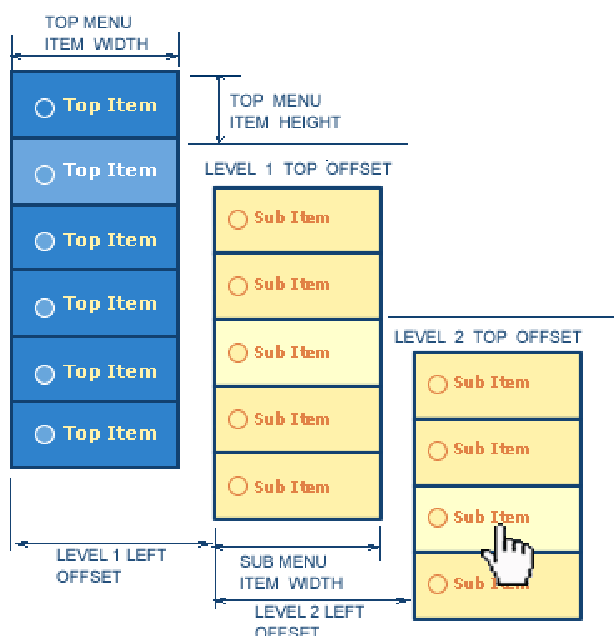 TOP MENU
ITEM WIDTH
Top Item
Top Item
Top Item
Top Item
Top Item
Top Item
TOP MENU
ITEM HEIGHT
LEVEL 1 TOP OFFSET
Sub Item
Sub Item
Sub Item
Sub Item
Sub Item
LEVEL 2 TOP OFFSET
Sub Item
Sub Item
Sub Item
Sub
LEVEL 1 LEFT
OFFSET
SUB MENU
ITEM WIDTH
LEVEL 2 LEFT
OFFSET